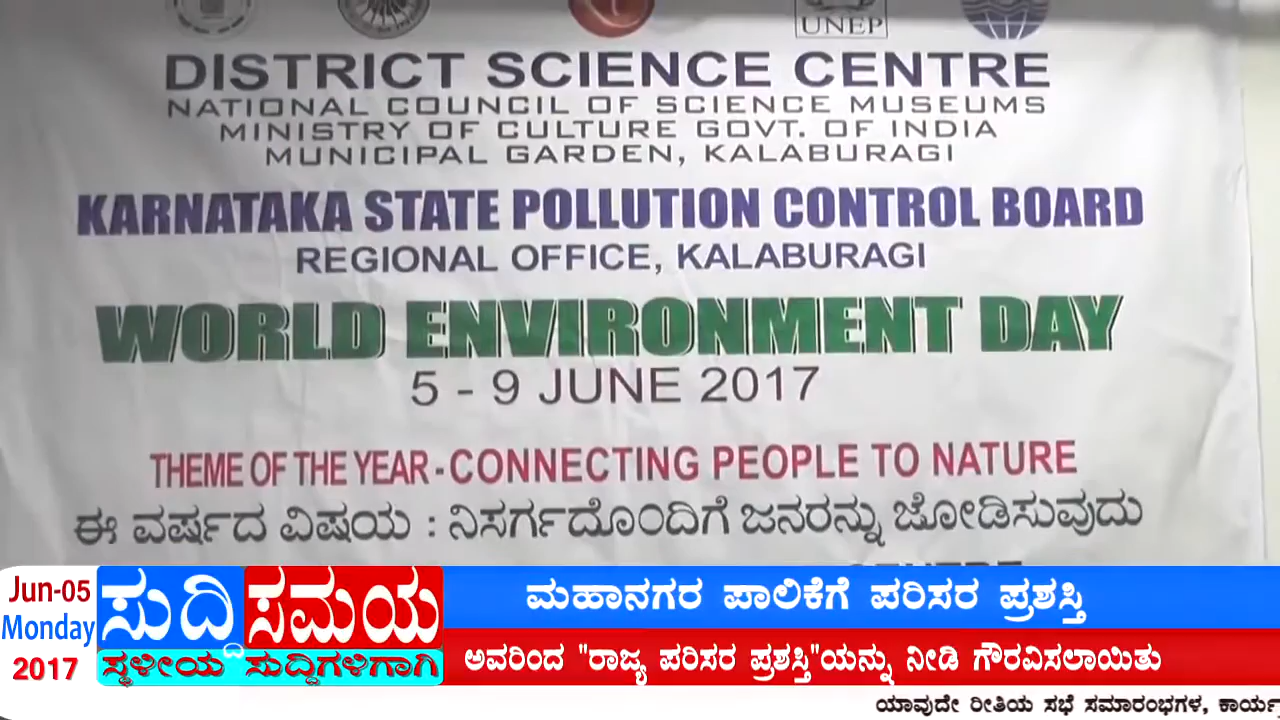 UNEP
DISTRICT SCIENCE CENTRE
NATIONAL COUNCIL OF SCIENCE MUSEUMS
MINISTRY OF CULTURE GOVT. OF INDIA
MUNICIPAL GARDEN, KALABURAGI
KARNATAKA STATE POLLUTION CONTROL BOARD
REGIONAL OFFICE, KALABURAGI
WORLD ENVIRONMENT DAY
5 - 9 JUNE 2017
THEME OF THE YEAR - CONNECTING PEOPLE TO NATURE
ಈ ವರ್ಷದ ವಿಷಯ : ನಿಸರ್ಗದೊಂದಿಗೆ ಜನರನ್ನು ಜೋಡಿಸುವುದು
Jun-05
Monday
2017
ಸುದ್ದಿ ಸಮಯ
ಸ್ಥಳೀಯ ಸುದ್ದಿಗಳಿಗಾಗಿ
ಮಹಾನಗರ ಪಾಲಿಕೆಗೆ ಪರಿಸರ ಪ್ರಶಸ್ತಿ
ಅವರಿಂದ "ರಾಜ್ಯ ಪರಿಸರ ಪ್ರಶಸ್ತಿ"ಯನ್ನು ನೀಡಿ ಗೌರವಿಸಲಾಯಿತು
ಯಾವುದೇ ರೀತಿಯ ಸಭೆ ಸಮಾರಂಭಗಳ,